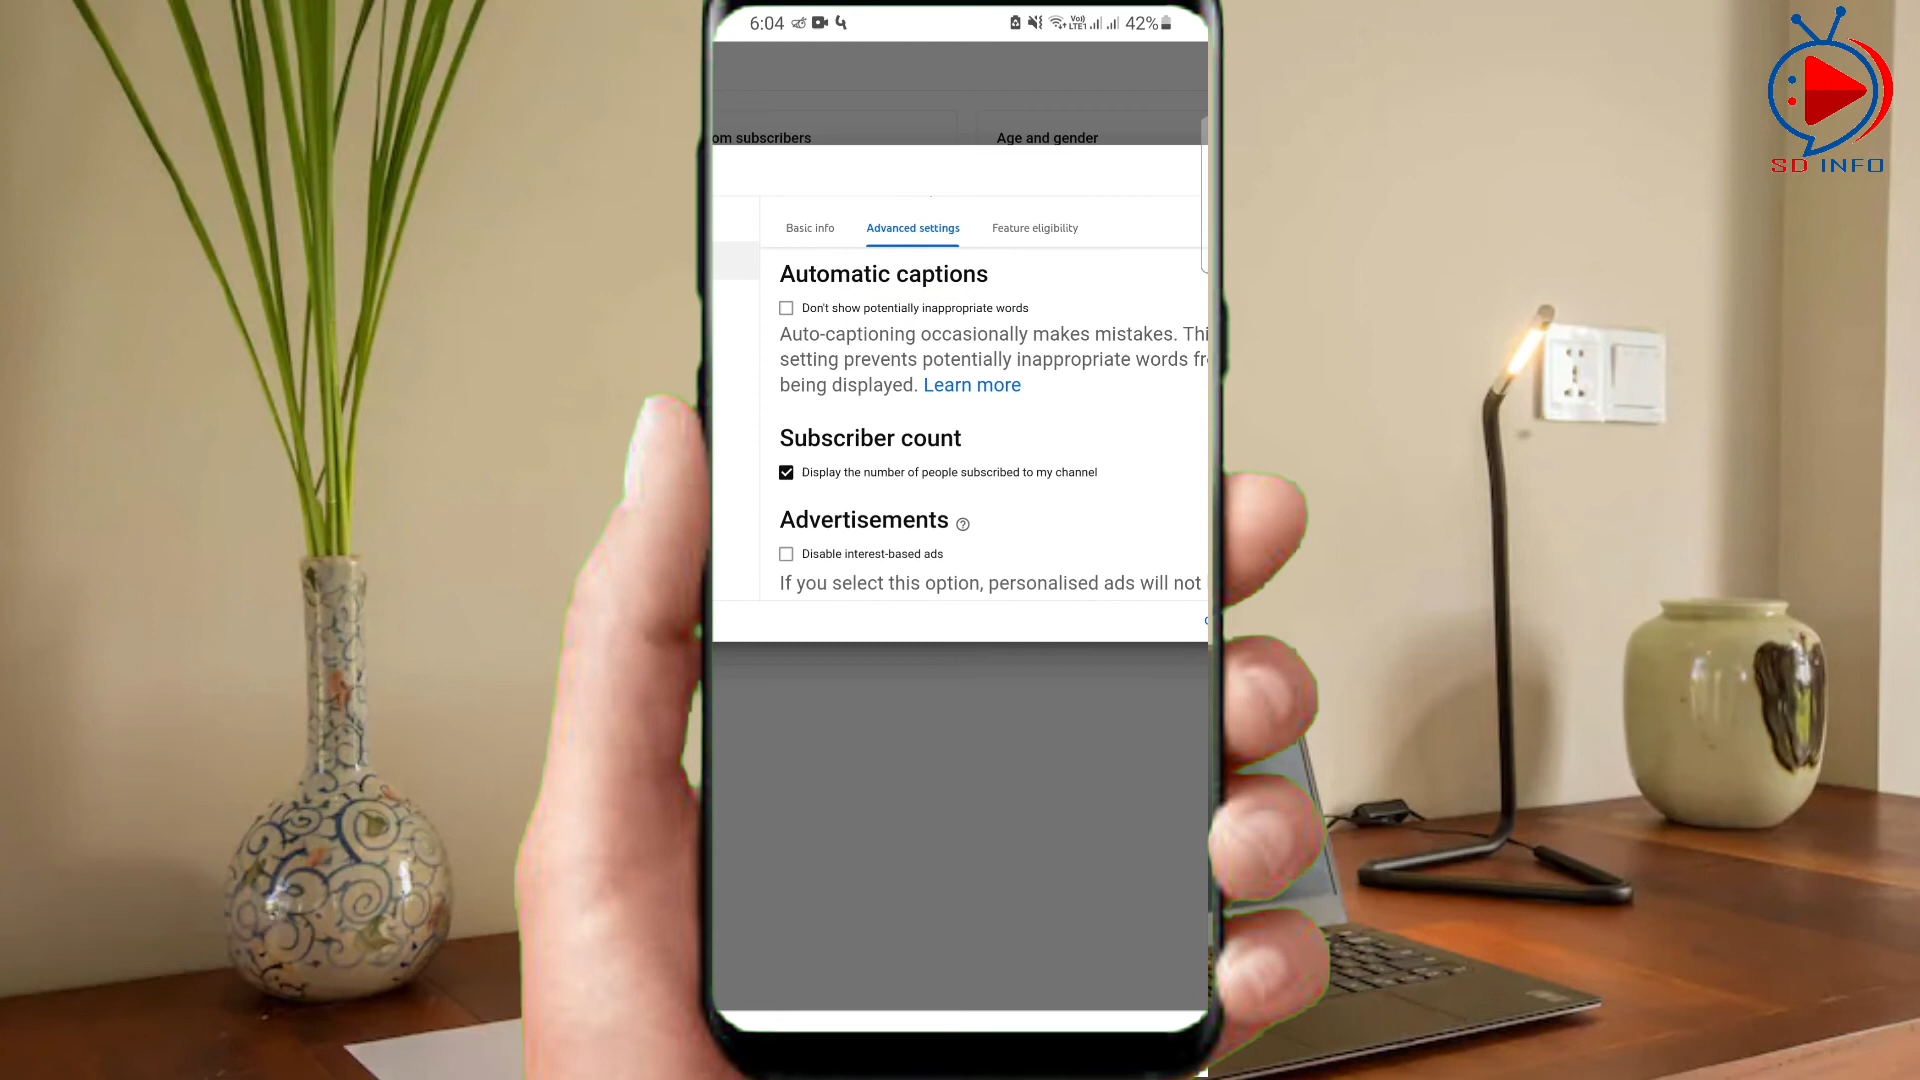 6:04
Vo)) LTE1
42%
om subscribers
Age and gender
SD INFO
Basic info
Advanced settings
Feature eligibility
Automatic captions
Don't show potentially inappropriate words
Auto-captioning occasionally makes mistakes. Thi
setting prevents potentially inappropriate words fr
being displayed. Learn more
Subscriber count
Display the number of people subscribed to my channel
Advertisements
Disable interest-based ads
If you select this option, personalised ads will not